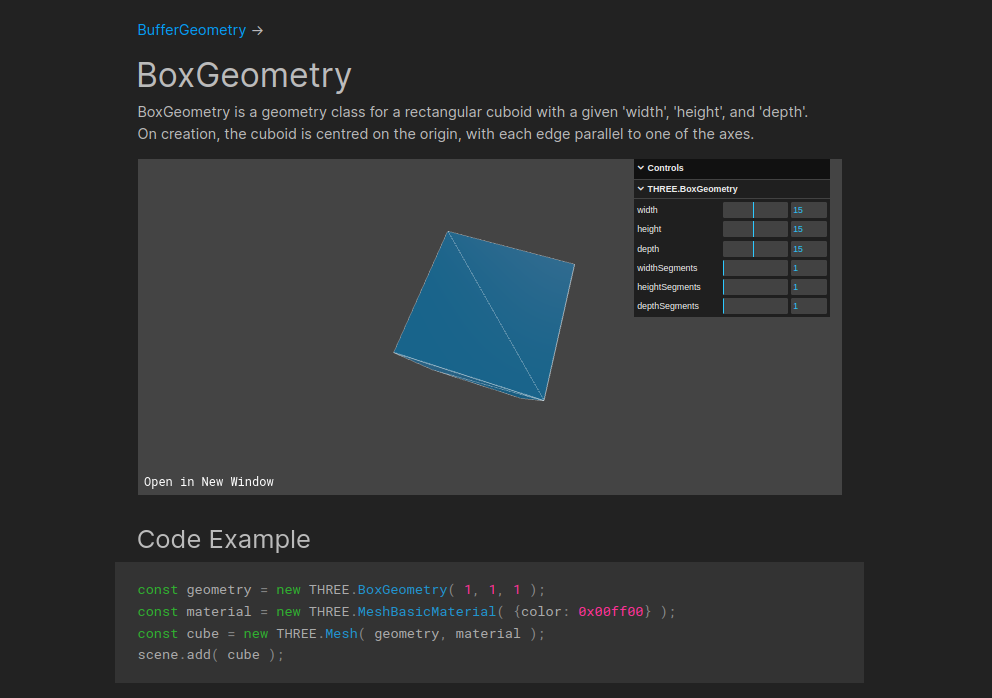 BufferGeometry →
BoxGeometry
BoxGeometry is a geometry class for a rectangular cuboid with a given 'width', 'height', and 'depth'.
On creation, the cuboid is centred on the origin, with each edge parallel to one of the axes.
Controls
THREE.BoxGeometry
width 15
height 15
depth 15
widthSegments 1
heightSegments 1
depthSegments 1
Open in New Window
Code Example
const geometry = new THREE.BoxGeometry( 1, 1, 1 );
const material = new THREE.MeshBasicMaterial( {color: 0x00ff00} );
const cube = new THREE.Mesh( geometry, material );
scene.add( cube );